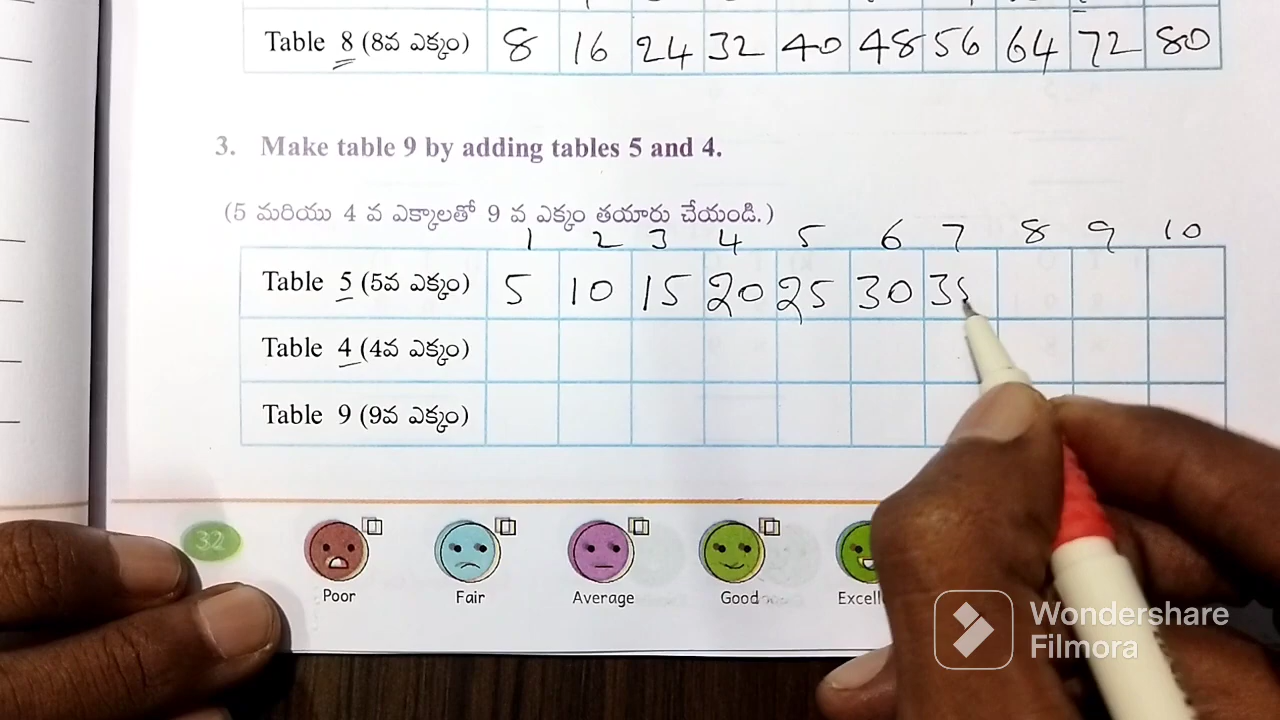 Table 8 (8వ ఎక్కం) 8 16 24 32 40 48 56 64 72 80
3. Make table 9 by adding tables 5 and 4.
(5 మరియు 4 వ ఎక్కాలతో 9 వ ఎక్కం తయారు చేయండి.)
1 2 3 4 5 6 7 8 9 10
Table 5 (5వ ఎక్కం) 5 10 15 20 25 30 35
Table 4 (4వ ఎక్కం)
Table 9 (9వ ఎక్కం)
32
Poor Fair Average Good
Wondershare
Filmora